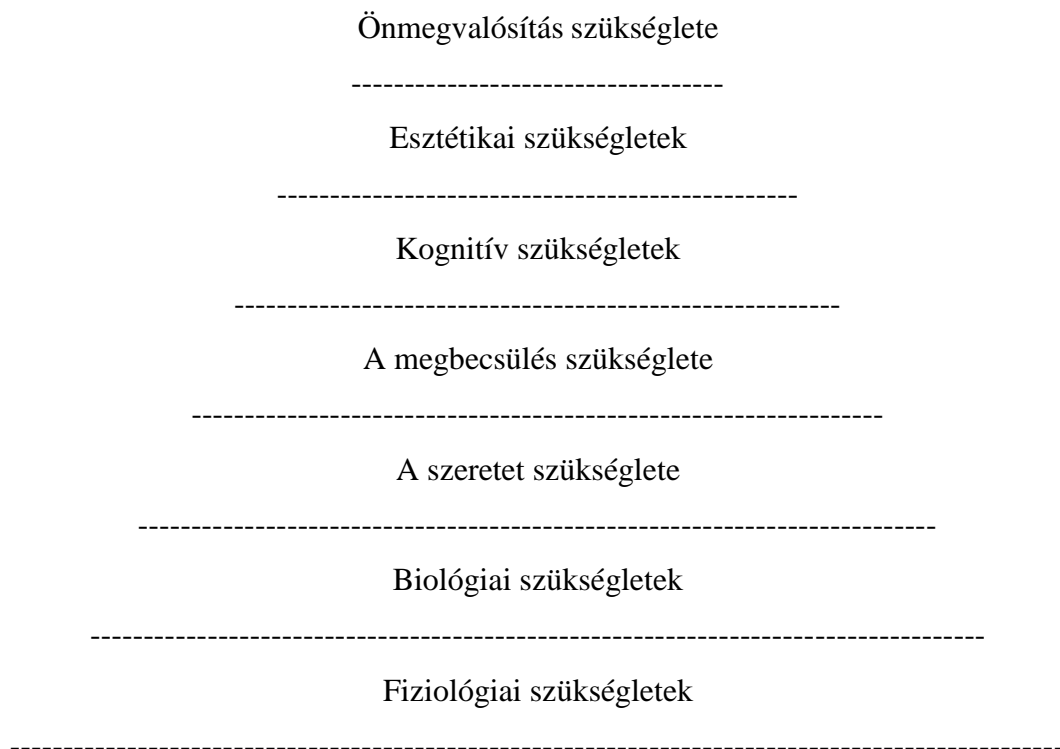 Önmegvalósítás szükséglete
-----------------------------------
Esztétikai szükségletek
-------------------------------------------------
Kognitív szükségletek
---------------------------------------------------------
A megbecsülés szükséglete
-----------------------------------------------------------------
A szeretet szükséglete
---------------------------------------------------------------------------
Biológiai szükségletek
------------------------------------------------------------------------------------
Fiziológiai szükségletek
----------------------------------------------------------------------------------------------------